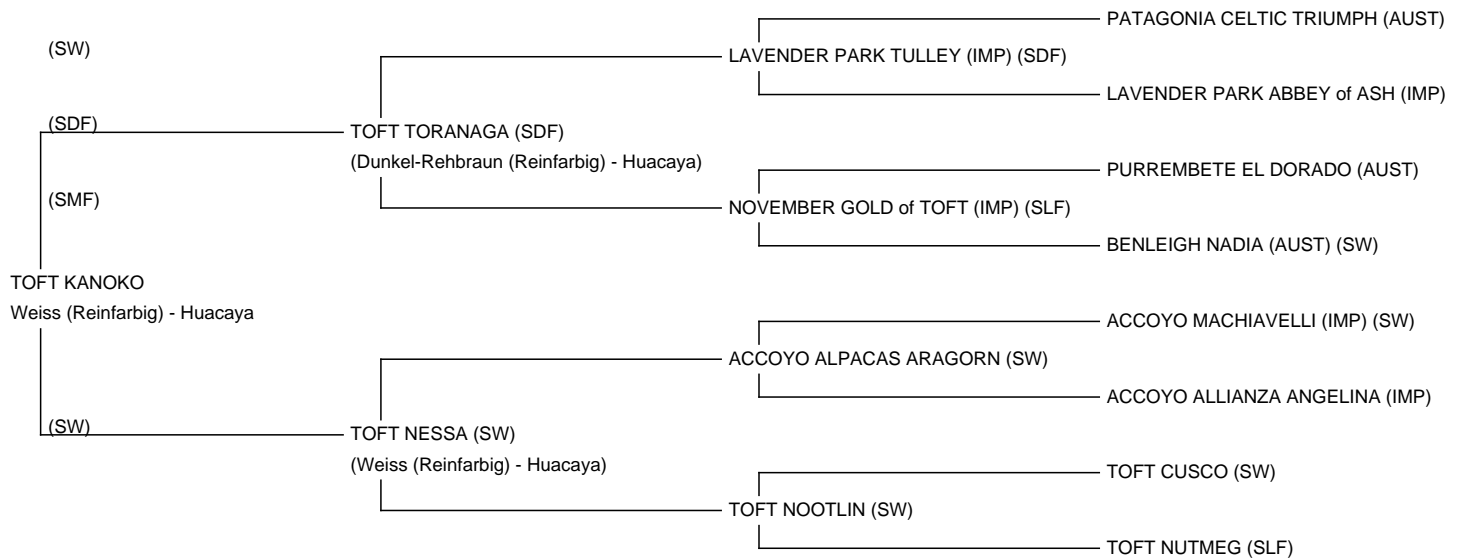 PATAGONIA CELTIC TRIUMPH (AUST)
(SW)
LAVENDER PARK TULLEY (IMP) (SDF)
LAVENDER PARK ABBEY of ASH (IMP)
(SDF)
TOFT TORANAGA (SDF)
(Dunkel-Rehbraun (Reinfarbig) - Huacaya)
PURREMBETE EL DORADO (AUST)
(SMF)
NOVEMBER GOLD of TOFT (IMP) (SLF)
BENLEIGH NADIA (AUST) (SW)
TOFT KANOKO
Weiss (Reinfarbig) - Huacaya
ACCOYO MACHIAVELLI (IMP) (SW)
ACCOYO ALPACAS ARAGORN (SW)
ACCOYO ALLIANZA ANGELINA (IMP)
(SW)
TOFT NESSA (SW)
(Weiss (Reinfarbig) - Huacaya)
TOFT CUSCO (SW)
TOFT NOOTLIN (SW)
TOFT NUTMEG (SLF)